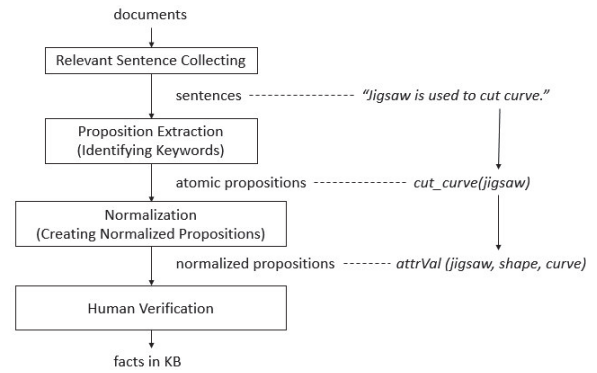 documents
Relevant Sentence Collecting
sentences
“Jigsaw is used to cut curve.”
Proposition Extraction
(Identifying Keywords)
atomic propositions
cut_curve(jigsaw)
Normalization
(Creating Normalized Propositions)
normalized propositions
attrVal (jigsaw, shape, curve)
Human Verification
facts in KB